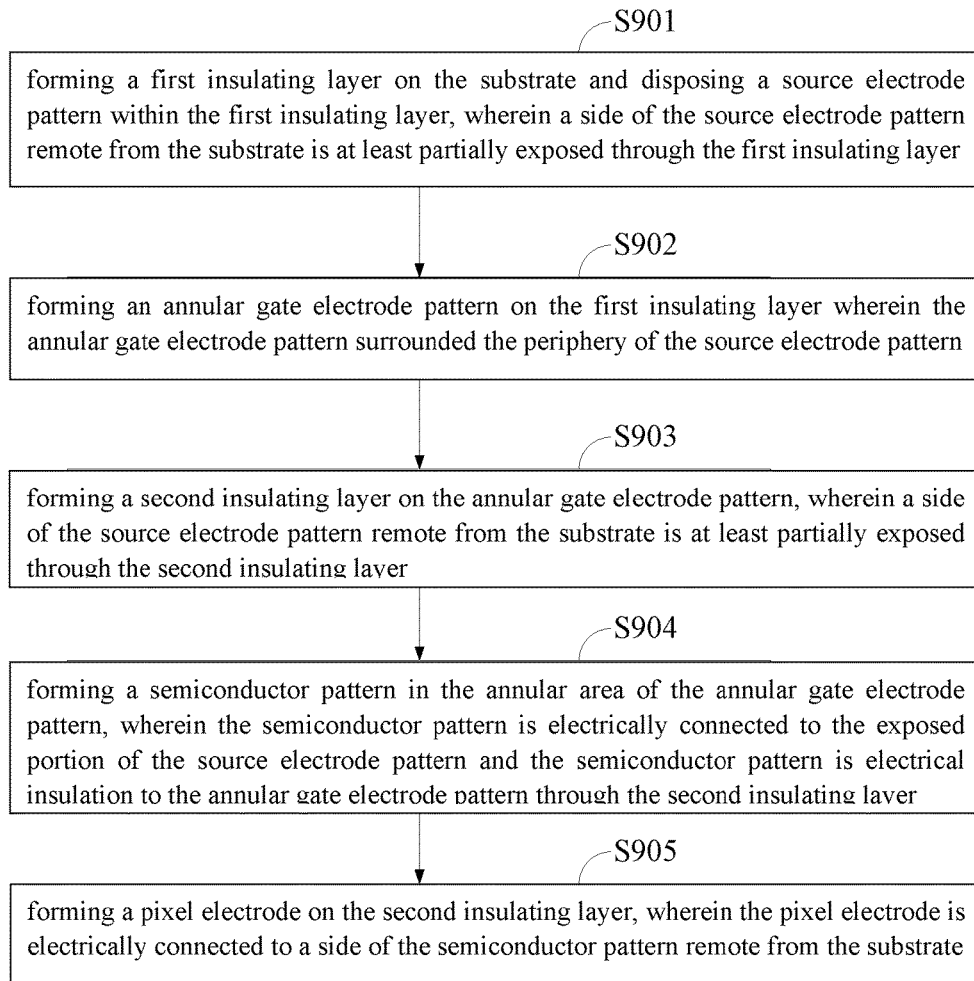 S901
forming a first insulating layer on the substrate and disposing a source electrode
pattern within the first insulating layer, wherein a side of the source electrode pattern
remote from the substrate is at least partially exposed through the first insulating layer
S902
forming an annular gate electrode pattern on the first insulating layer wherein the
annular gate electrode pattern surrounded the periphery of the source electrode pattern
S903
forming a second insulating layer on the annular gate electrode pattern, wherein a side
of the source electrode pattern remote from the substrate is at least partially exposed
through the second insulating layer
S904
forming a semiconductor pattern in the annular area of the annular gate electrode
pattern, wherein the semiconductor pattern is electrically connected to the exposed
portion of the source electrode pattern and the semiconductor pattern is electrical
insulation to the annular gate electrode pattern through the second insulating layer
S905
forming a pixel electrode on the second insulating layer, wherein the pixel electrode is
electrically connected to a side of the semiconductor pattern remote from the substrate